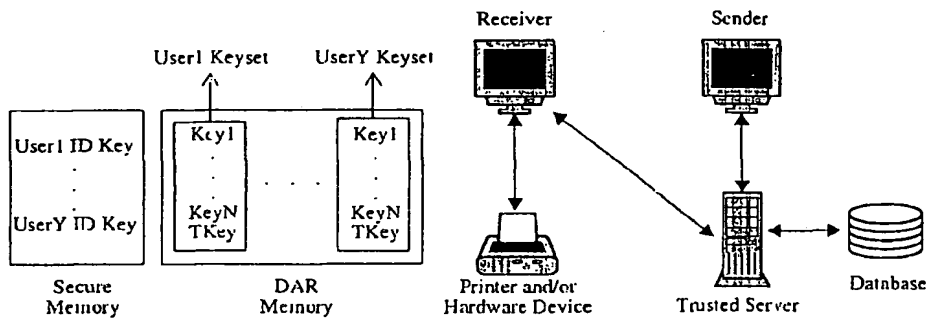 Receiver
Sender
User1 Keyset
UserY Keyset
User1 ID Key
.
.
.
UserY ID Key
Key1
.
.
.
KeyN
TKey
. . . .
Key1
.
.
.
KeyN
TKey
Secure
Memory
DAR
Memory
Printer and/or
Hardware Device
Trusted Server
Database